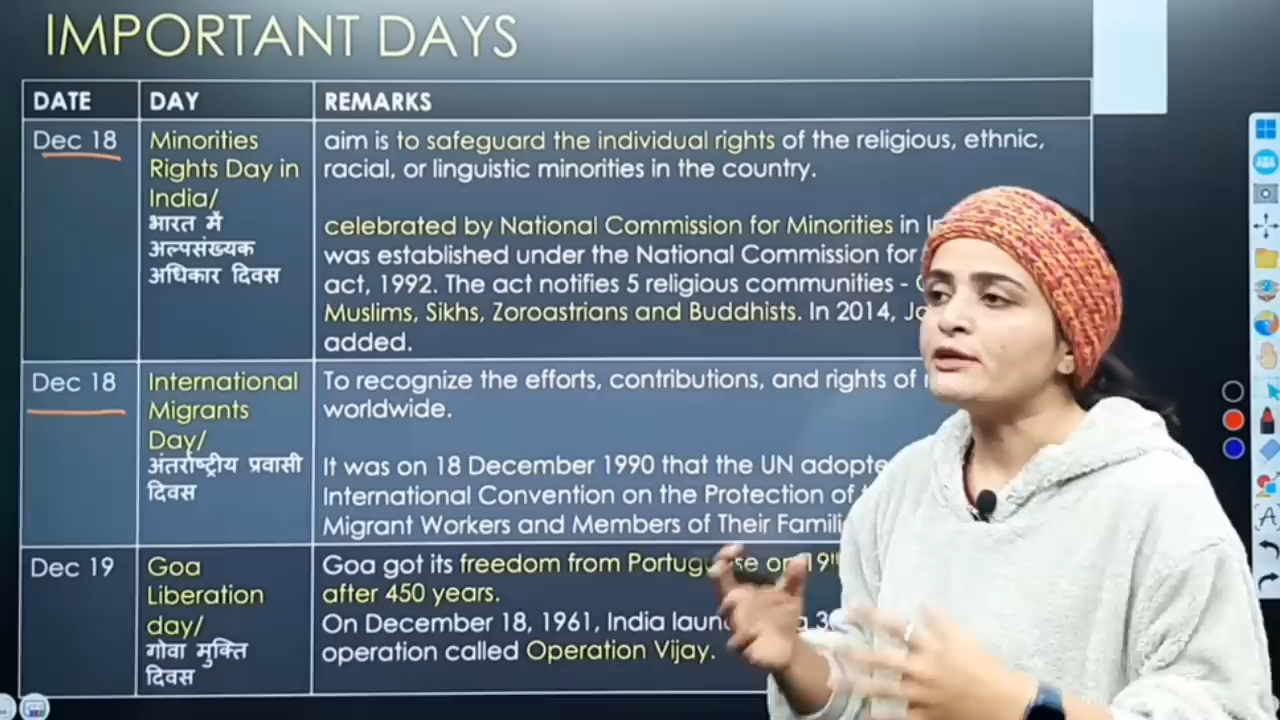 IMPORTANT DAYS
DATE DAY REMARKS
Dec 18
Minorities
Rights Day in
India/
भारत में
अल्पसंख्यक
अधिकार दिवस
aim is to safeguard the individual rights of the religious, ethnic,
racial, or linguistic minorities in the country.
celebrated by National Commission for Minorities in
was established under the National Commission for
act, 1992. The act notifies 5 religious communities -
Muslims, Sikhs, Zoroastrians and Buddhists. In 2014,
added.
Dec 18
International
Migrants
Day/
अंतर्राष्ट्रीय प्रवासी
दिवस
To recognize the efforts, contributions, and rights of
worldwide.
It was on 18 December 1990 that the UN
International Convention on the Protection of
Migrant Workers and Members of Their
Dec 19
Goa
Liberation
day/
गोवा मुक्ति
दिवस
Goa got its freedom from Portuguese on 19th
after 450 years.
On December 18, 1961, India
operation called Operation Vijay.